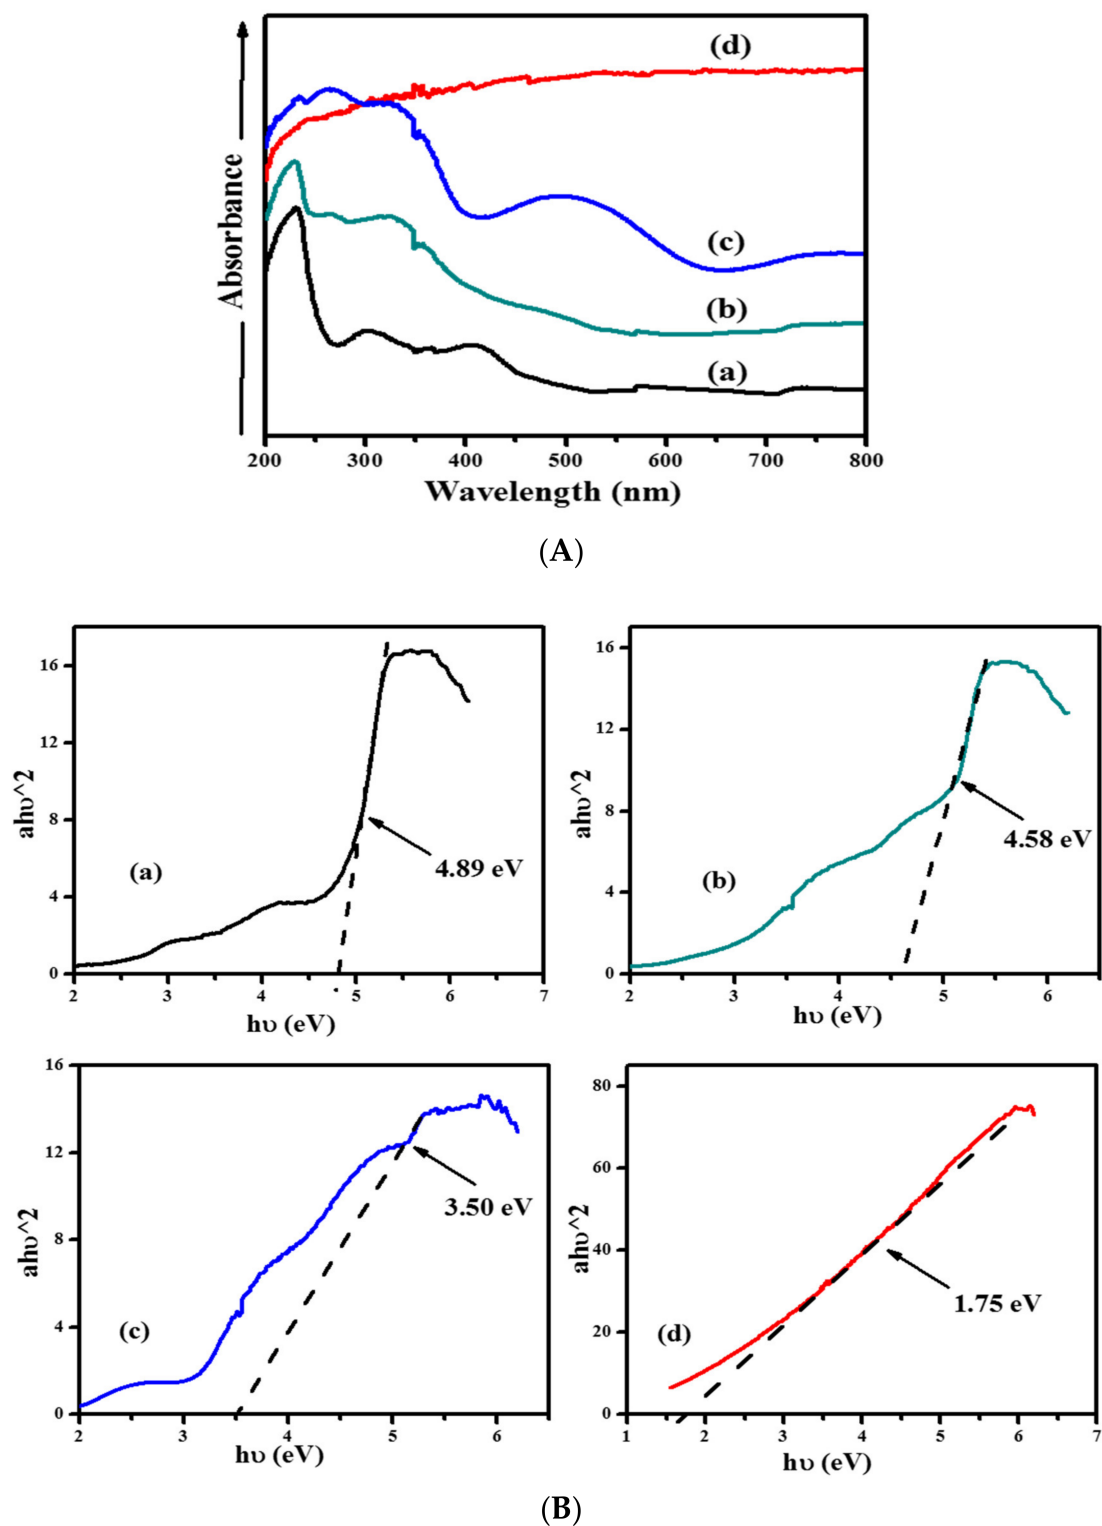 Absorbance
(d)
(c)
(b)
(a)
200 300 400 500 600 700 800
Wavelength (nm)
(A)
16
12
8
4
0
ahυ^2
(a)
4.89 eV
2 3 4 5 6 7
hυ (eV)
16
12
8
4
0
ahυ^2
(b)
4.58 eV
2 3 4 5 6
hυ (eV)
16
12
8
4
0
ahυ^2
(c)
3.50 eV
2 3 4 5 6
hυ (eV)
80
60
40
20
0
ahυ^2
(d)
1.75 eV
1 2 3 4 5 6 7
hυ (eV)
(B)